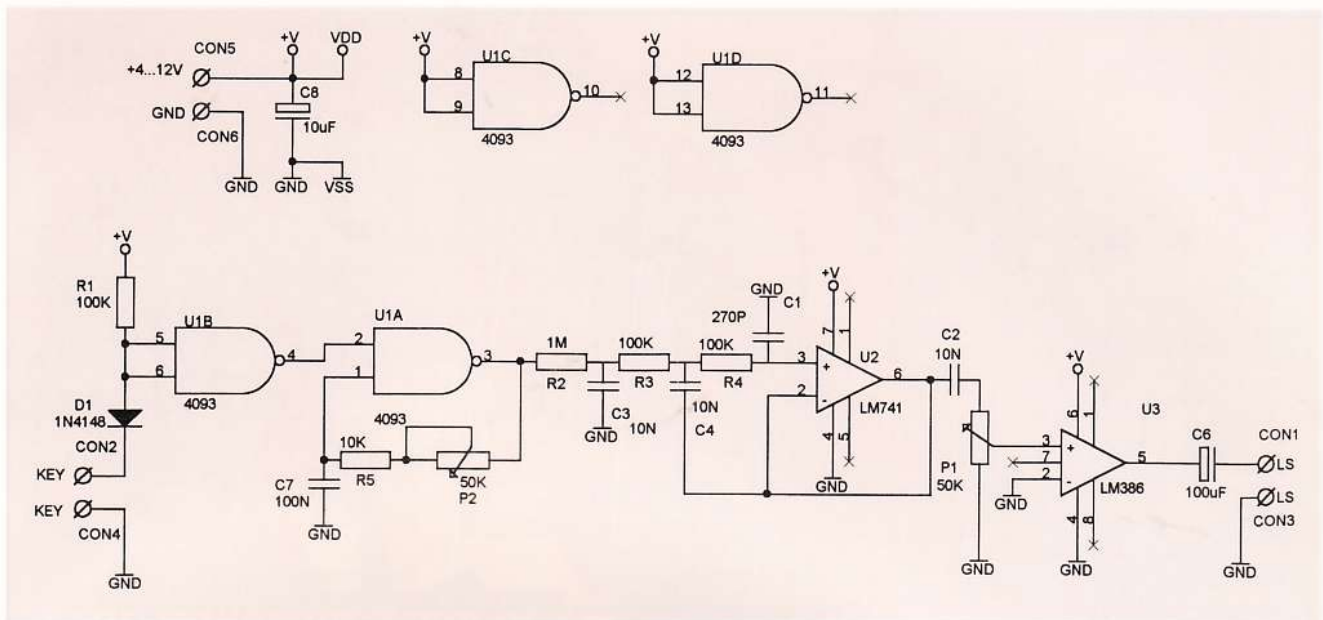 CON5
+V
VDD
+4...12V
C8
10uF
GND
CON6
GND
GND
VSS
+V
U1C
8
9
10
4093
+V
U1D
12
13
11
4093
+V
R1
100K
U1B
5
6
4
4093
D1
1N4148
CON2
KEY
KEY
CON4
GND
U1A
2
1
3
4093
10K
R5
50K
P2
C7
100N
GND
1M
R2
C3
10N
GND
100K
R3
10N
C4
100K
R4
GND
C1
270P
+V
7
1
U2
3
+
2
-
6
LM741
4
5
GND
C2
10N
P1
50K
GND
+V
6
1
U3
3
+
7
2
-
5
GND
LM386
4
8
GND
C6
100uF
CON1
LS
LS
CON3
GND